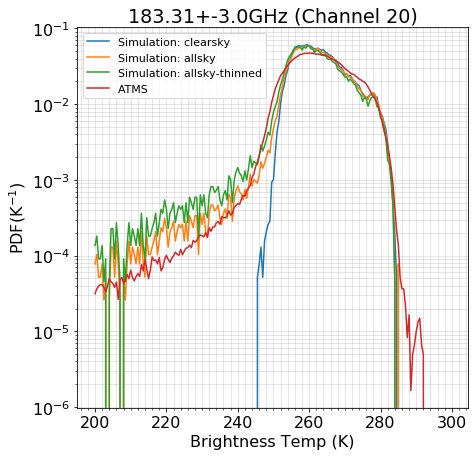 183.31+-3.0GHz (Channel 20)
Simulation: clearsky
Simulation: allsky
Simulation: allsky-thinned
ATMS
PDF(K⁻¹)
10⁻¹
10⁻²
10⁻³
10⁻⁴
10⁻⁵
10⁻⁶
200 220 240 260 280 300
Brightness Temp (K)